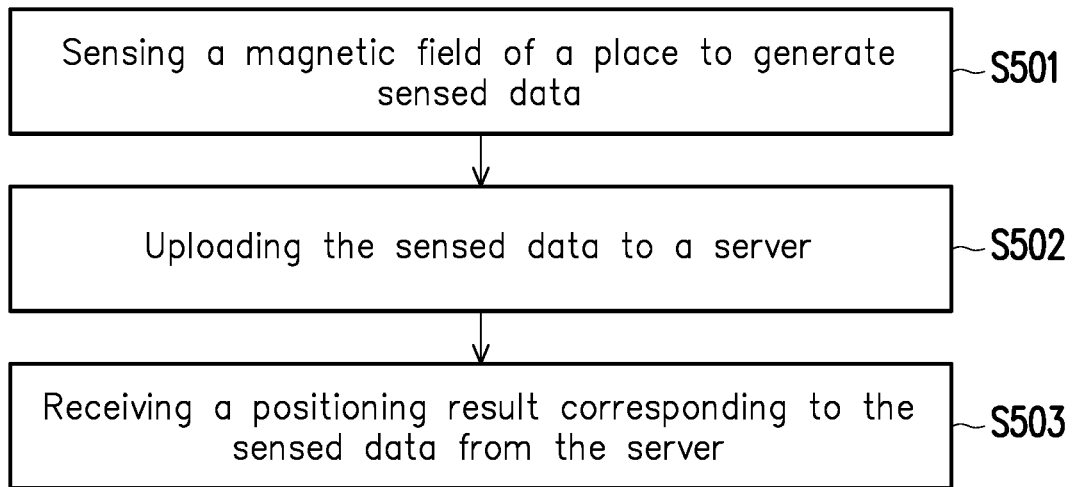 Sensing a magnetic field of a place to generate
sensed data
S501
Uploading the sensed data to a server
S502
Receiving a positioning result corresponding to the
sensed data from the server
S503